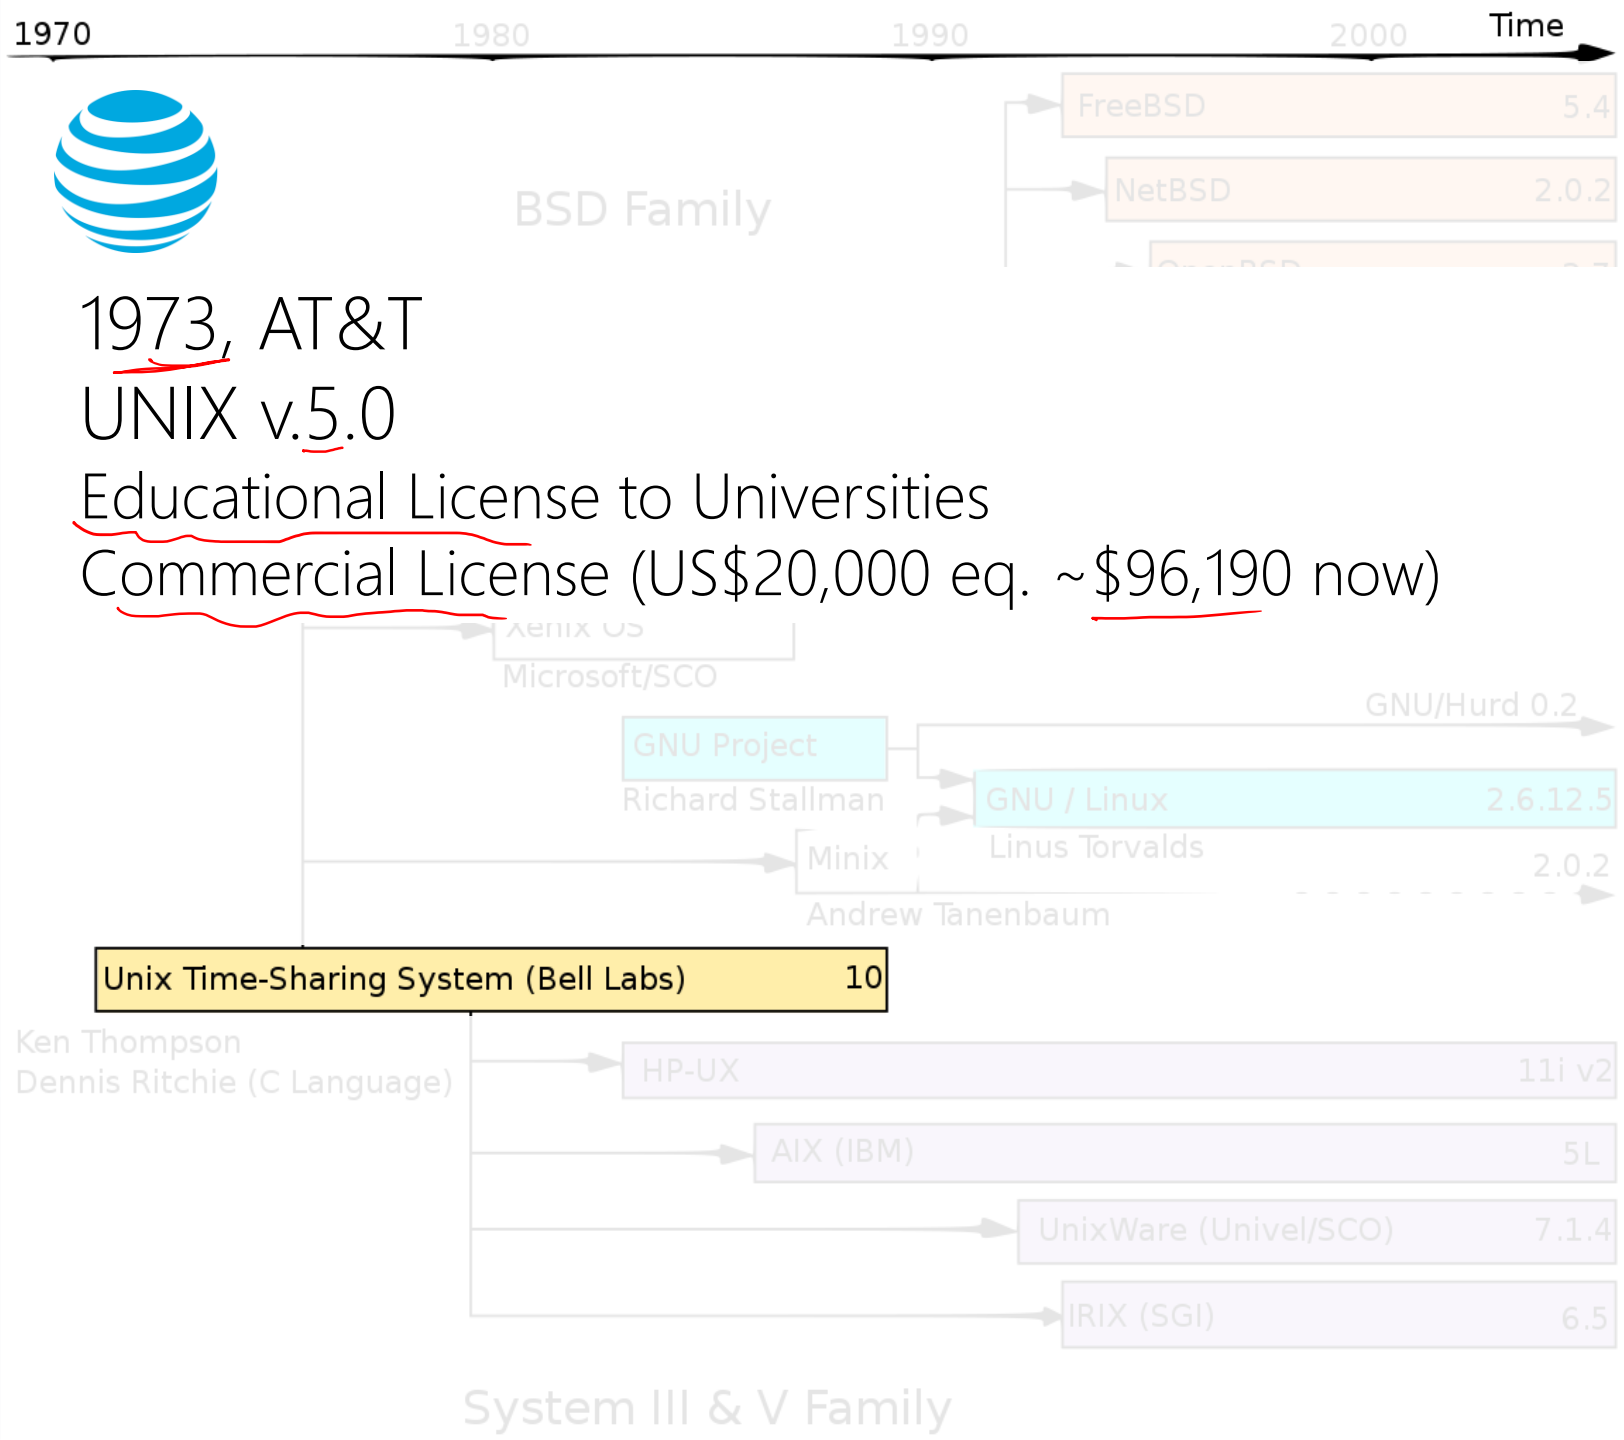 1970 1980 1990 2000 Time
FreeBSD 5.4
NetBSD 2.0.2
BSD Family
OpenBSD
1973, AT&T
UNIX v.5.0
Educational License to Universities
Commercial License (US$20,000 eq. ~$96,190 now)
Xenix OS
Microsoft/SCO
GNU/Hurd 0.2
GNU Project
Richard Stallman
GNU / Linux 2.6.12.5
Linus Torvalds
Minix 2.0.2
Andrew Tanenbaum
Unix Time-Sharing System (Bell Labs) 10
Ken Thompson
Dennis Ritchie (C Language)
HP-UX 11i v2
AIX (IBM) 5L
UnixWare (Univel/SCO) 7.1.4
IRIX (SGI) 6.5
System III & V Family